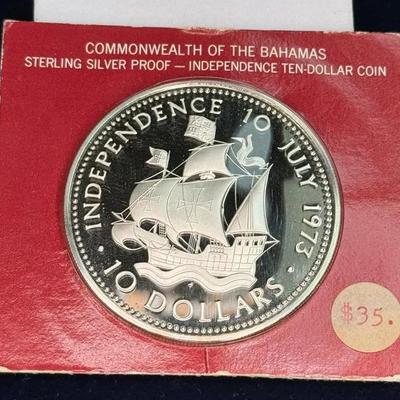 COMMONWEALTH OF THE BAHAMAS
STERLING SILVER PROOF — INDEPENDENCE TEN-DOLLAR COIN
INDEPENDENCE 10 JULY 1973
10 DOLLARS
$35.